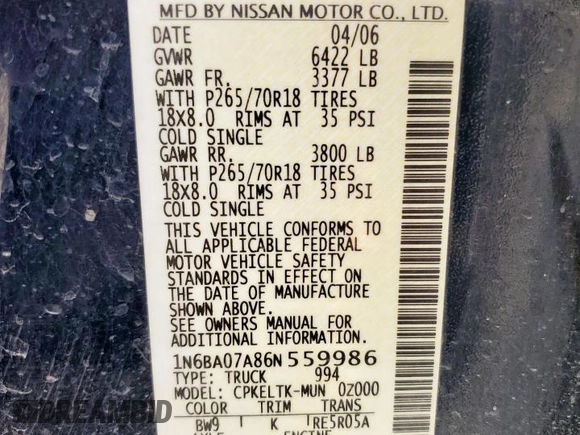 MFD BY NISSAN MOTOR CO., LTD.
DATE 04/06
GVWR 6422 LB
GAWR FR. 3377 LB
WITH P265/70R18 TIRES
18X8.0 RIMS AT 35 PSI
COLD SINGLE
GAWR RR. 3800 LB
WITH P265/70R18 TIRES
18X8.0 RIMS AT 35 PSI
COLD SINGLE
THIS VEHICLE CONFORMS TO
ALL APPLICABLE FEDERAL
MOTOR VEHICLE SAFETY
STANDARDS IN EFFECT ON
THE DATE OF MANUFACTURE
SHOWN ABOVE.
SEE OWNERS MANUAL FOR
ADDITIONAL INFORMATION
1N6BA07A86N559986
TYPE: TRUCK 994
MODEL: CPKELTK-MUN 0Z000
COLOR TRIM TRANS
BW9 K RE5R05A
AXLE ENGINE
DREAMBID